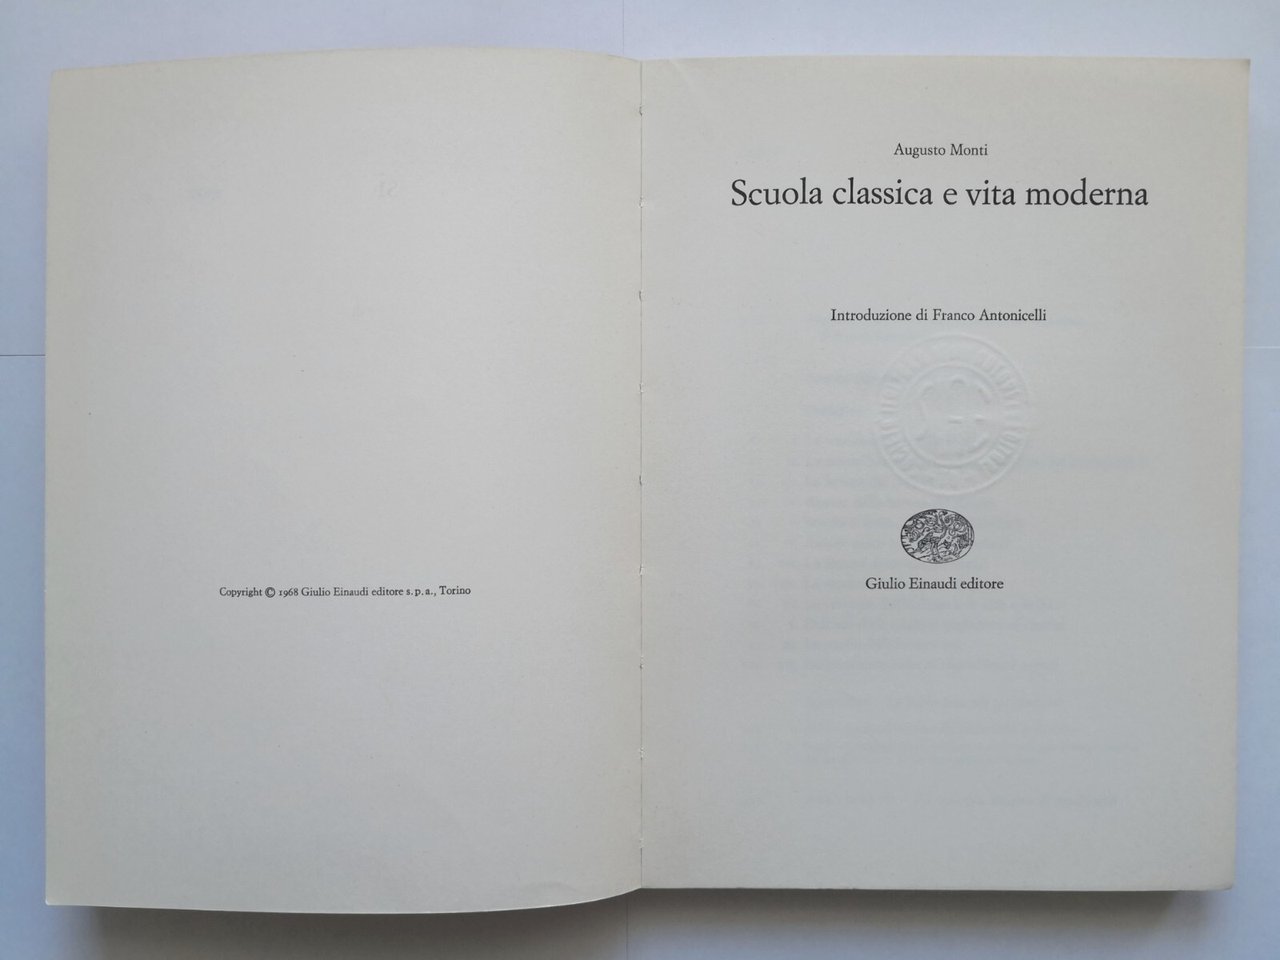 Copyright © 1968 Giulio Einaudi editore s.p.a., Torino
Augusto Monti
Scuola classica e vita moderna
Introduzione di Franco Antonicelli
Giulio Einaudi editore